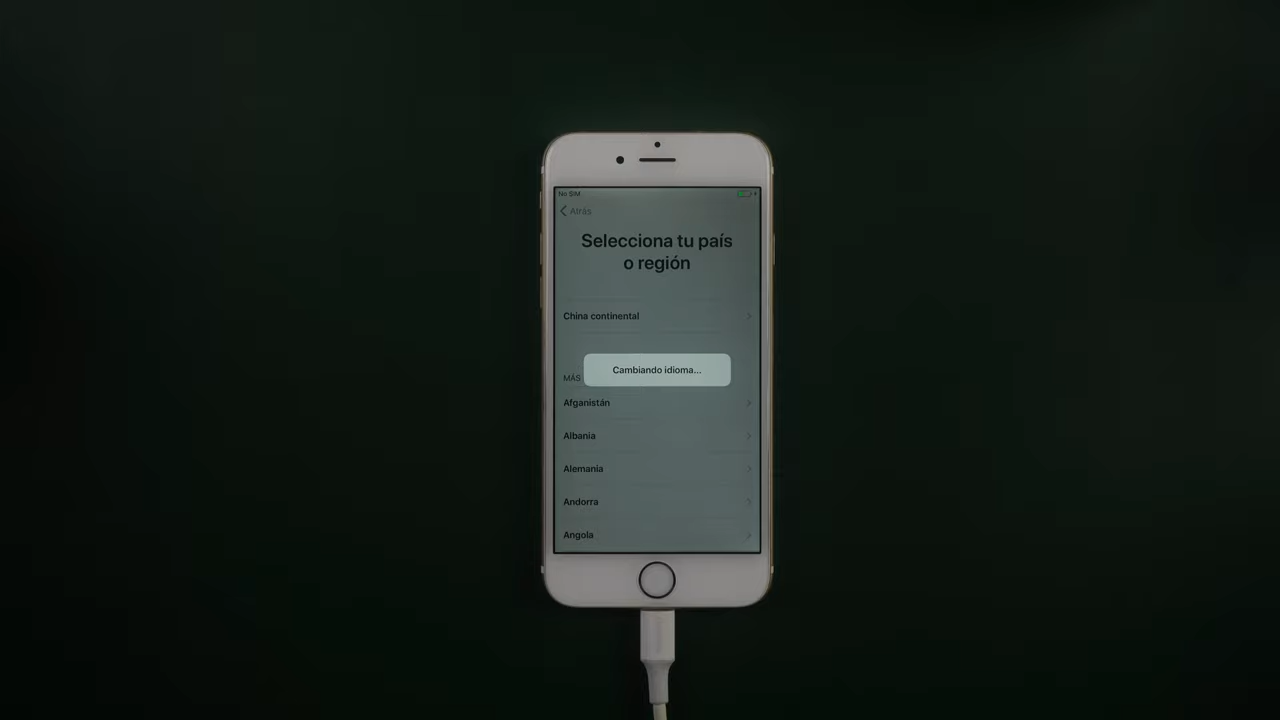 No SIM
Atrás
Selecciona tu país
o región
China continental
Cambiando idioma...
MÁS
Afganistán
Albania
Alemania
Andorra
Angola